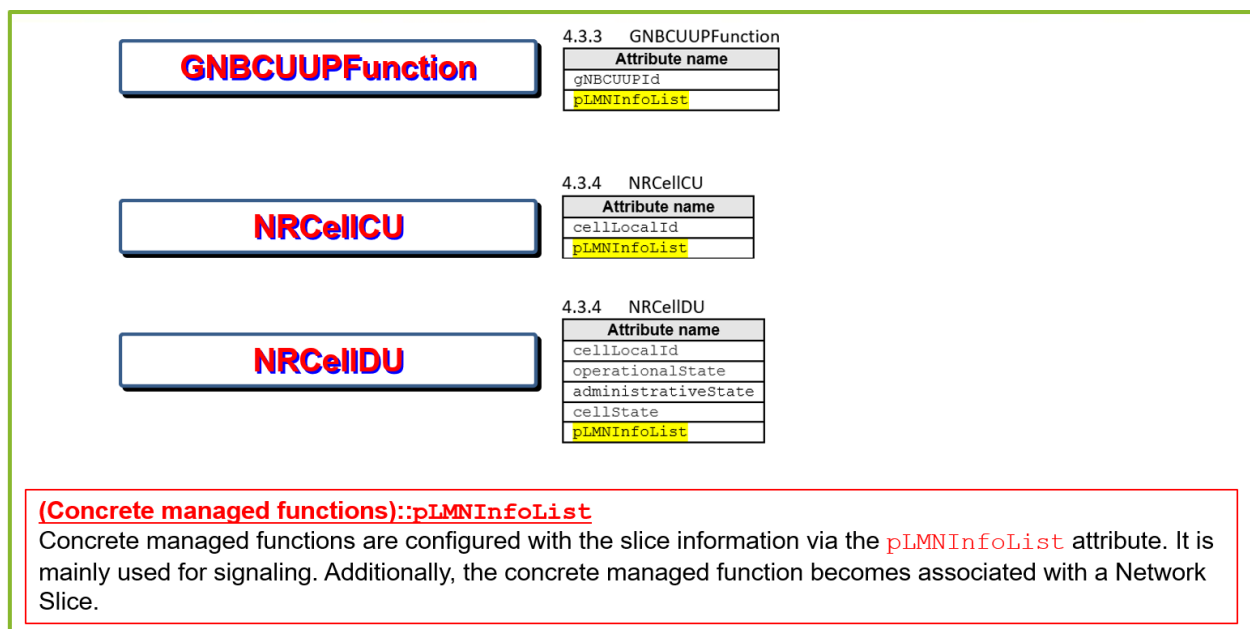 GNBCUUPFunction
4.3.3 GNBCUUPFunction
Attribute name
gNBCUUPId
pLMNInfoList
NRCellCU
4.3.4 NRCellCU
Attribute name
cellLocalId
pLMNInfoList
NRCellDU
4.3.4 NRCellDU
Attribute name
cellLocalId
operationalState
administrativeState
cellState
pLMNInfoList
(Concrete managed functions)::pLMNInfoList
Concrete managed functions are configured with the slice information via the pLMNInfoList attribute. It is
mainly used for signaling. Additionally, the concrete managed function becomes associated with a Network
Slice.